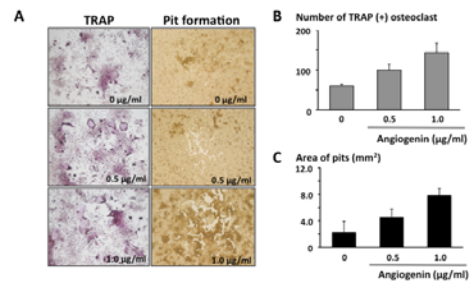 A
TRAP
Pit formation
0 μg/ml
0 μg/ml
0.5 μg/ml
0.5 μg/ml
1.0 μg/ml
1.0 μg/ml
B
Number of TRAP (+) osteoclast
200
100
0
0
0.5
1.0
Angiogenin (μg/ml)
C
Area of pits (mm²)
12.0
8.0
4.0
0
0
0.5
1.0
Angiogenin (μg/ml)